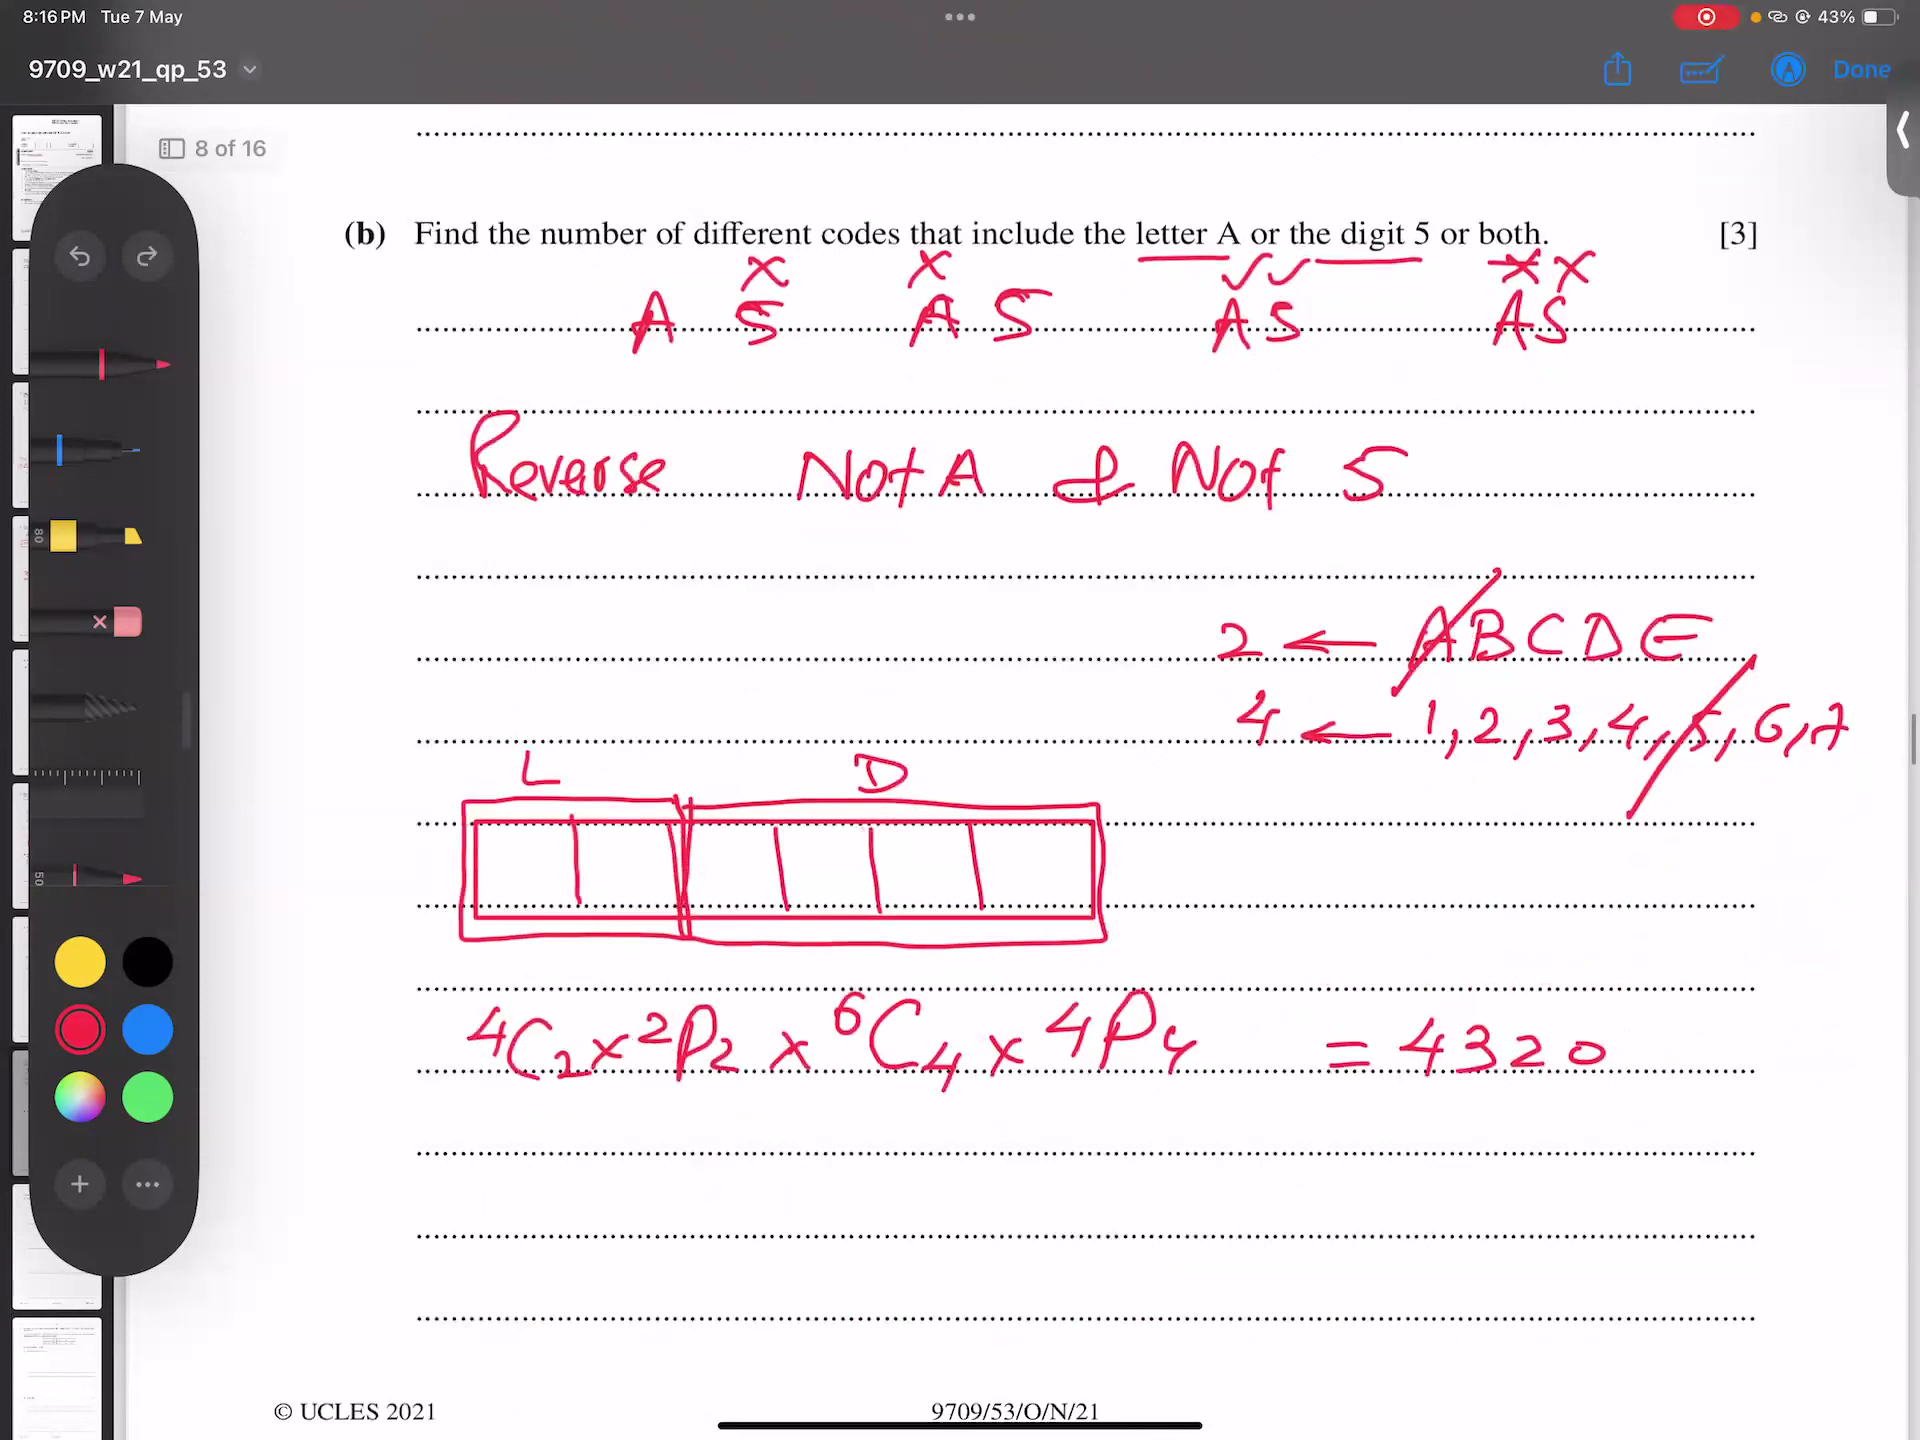 8:16 PM Tue 7 May
43%
9709_w21_qp_53
Done
8 of 16
(b) Find the number of different codes that include the letter A or the digit 5 or both. [3]
x x ✓✓ x x
A 5 A 5 A 5 A 5
Reverse Not A & Not 5
2 ← A B C D E
4 ← 1, 2, 3, 4, 5, 6, 7
L D
⁴C₂ x ²P₂ x ⁶C₄ x ⁴P₄ = 4320
80
50
© UCLES 2021
9709/53/O/N/21